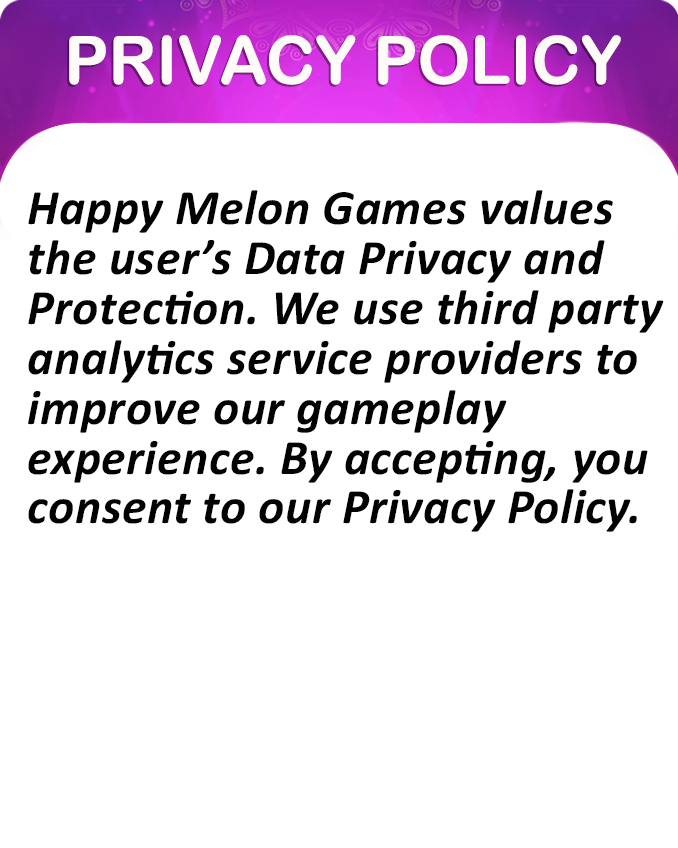 PRIVACY POLICY
Happy Melon Games values
the user’s Data Privacy and
Protection. We use third party
analytics service providers to
improve our gameplay
experience. By accepting, you
consent to our Privacy Policy.